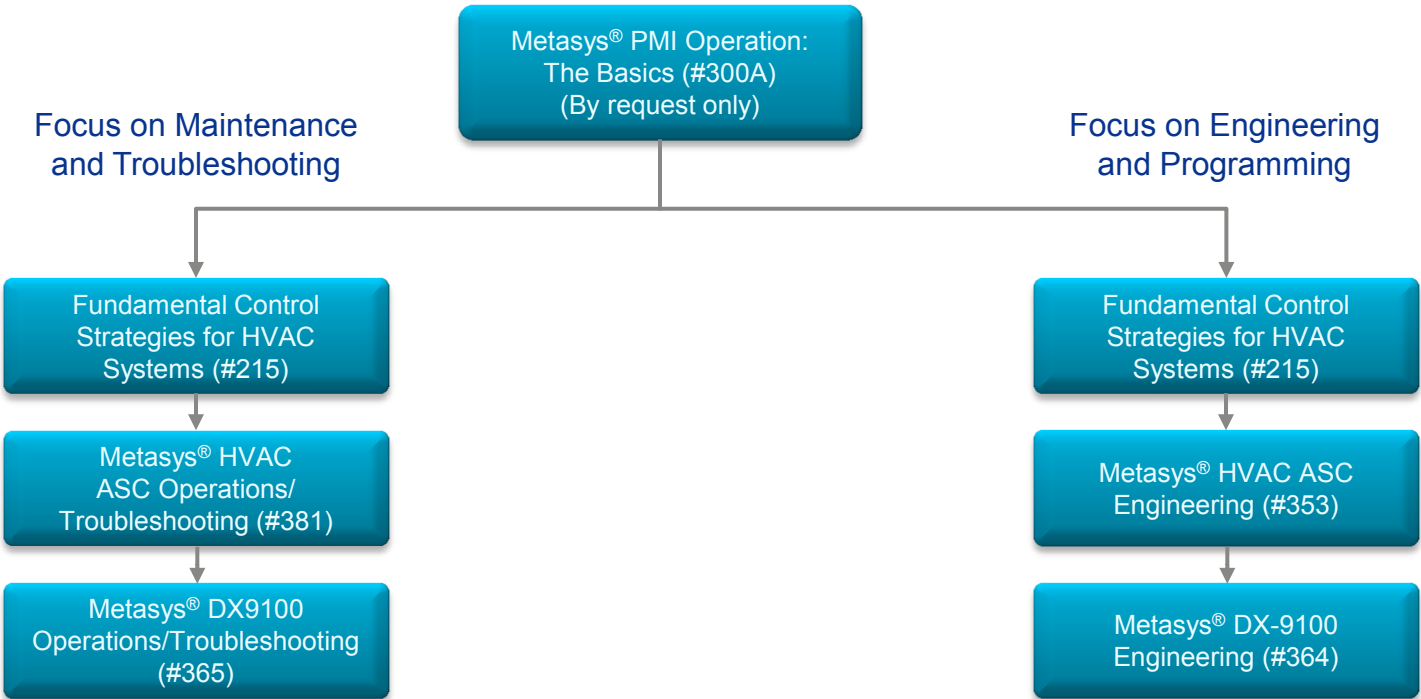 Metasys® PMI Operation:
The Basics (#300A)
(By request only)
Focus on Maintenance
and Troubleshooting
Focus on Engineering
and Programming
Fundamental Control
Strategies for HVAC
Systems (#215)
Metasys® HVAC
ASC Operations/
Troubleshooting (#381)
Metasys® DX9100
Operations/Troubleshooting
(#365)
Fundamental Control
Strategies for HVAC
Systems (#215)
Metasys® HVAC ASC
Engineering (#353)
Metasys® DX-9100
Engineering (#364)